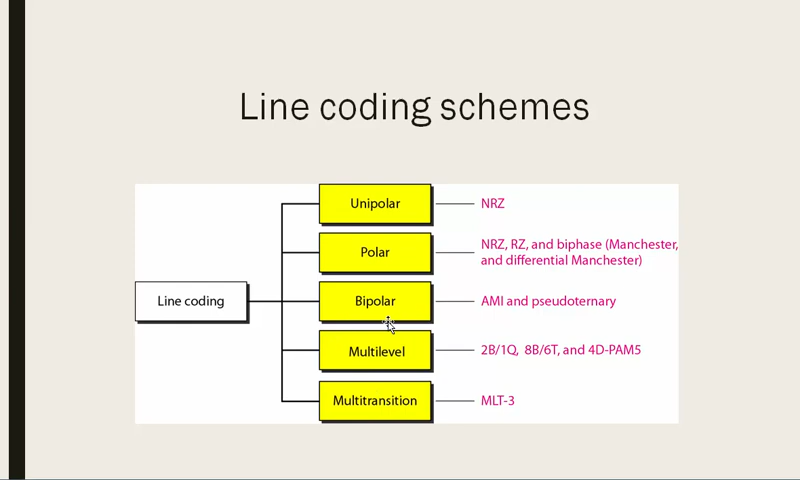 Line coding schemes
Unipolar
NRZ
Polar
NRZ, RZ, and biphase (Manchester,
and differential Manchester)
Line coding
Bipolar
AMI and pseudoternary
Multilevel
2B/1Q, 8B/6T, and 4D-PAM5
Multitransition
MLT-3